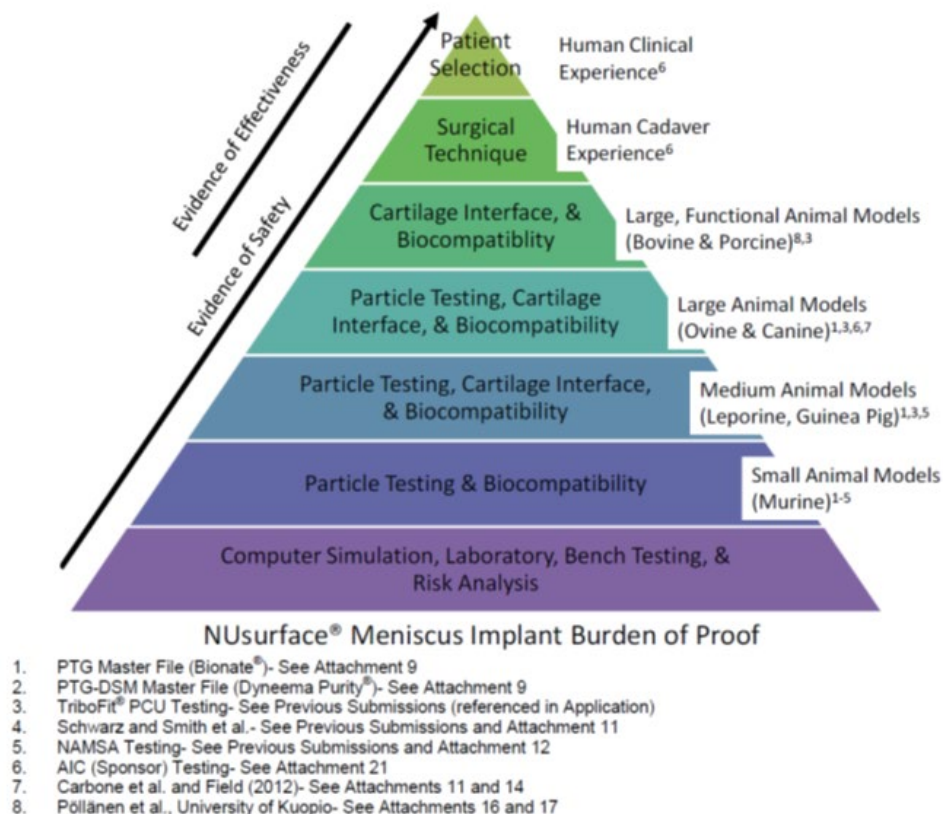 Evidence of Effectiveness
Evidence of Safety
Patient
Selection
Human Clinical
Experience⁶
Surgical
Technique
Human Cadaver
Experience⁶
Cartilage Interface, &
Biocompatiblity
Large, Functional Animal Models
(Bovine & Porcine)⁸,³
Particle Testing, Cartilage
Interface, & Biocompatibility
Large Animal Models
(Ovine & Canine)¹,³,⁶,⁷
Particle Testing, Cartilage Interface,
& Biocompatibility
Medium Animal Models
(Leporine, Guinea Pig)¹,³,⁵
Particle Testing & Biocompatibility
Small Animal Models
(Murine)¹⁻⁵
Computer Simulation, Laboratory, Bench Testing, &
Risk Analysis
NUsurface® Meniscus Implant Burden of Proof
1. PTG Master File (Bionate®)- See Attachment 9
2. PTG-DSM Master File (Dyneema Purity®)- See Attachment 9
3. TriboFit® PCU Testing- See Previous Submissions (referenced in Application)
4. Schwarz and Smith et al.- See Previous Submissions and Attachment 11
5. NAMSA Testing- See Previous Submissions and Attachment 12
6. AIC (Sponsor) Testing- See Attachment 21
7. Carbone et al. and Field (2012)- See Attachments 11 and 14
8. Pöllänen et al., University of Kuopio- See Attachments 16 and 17